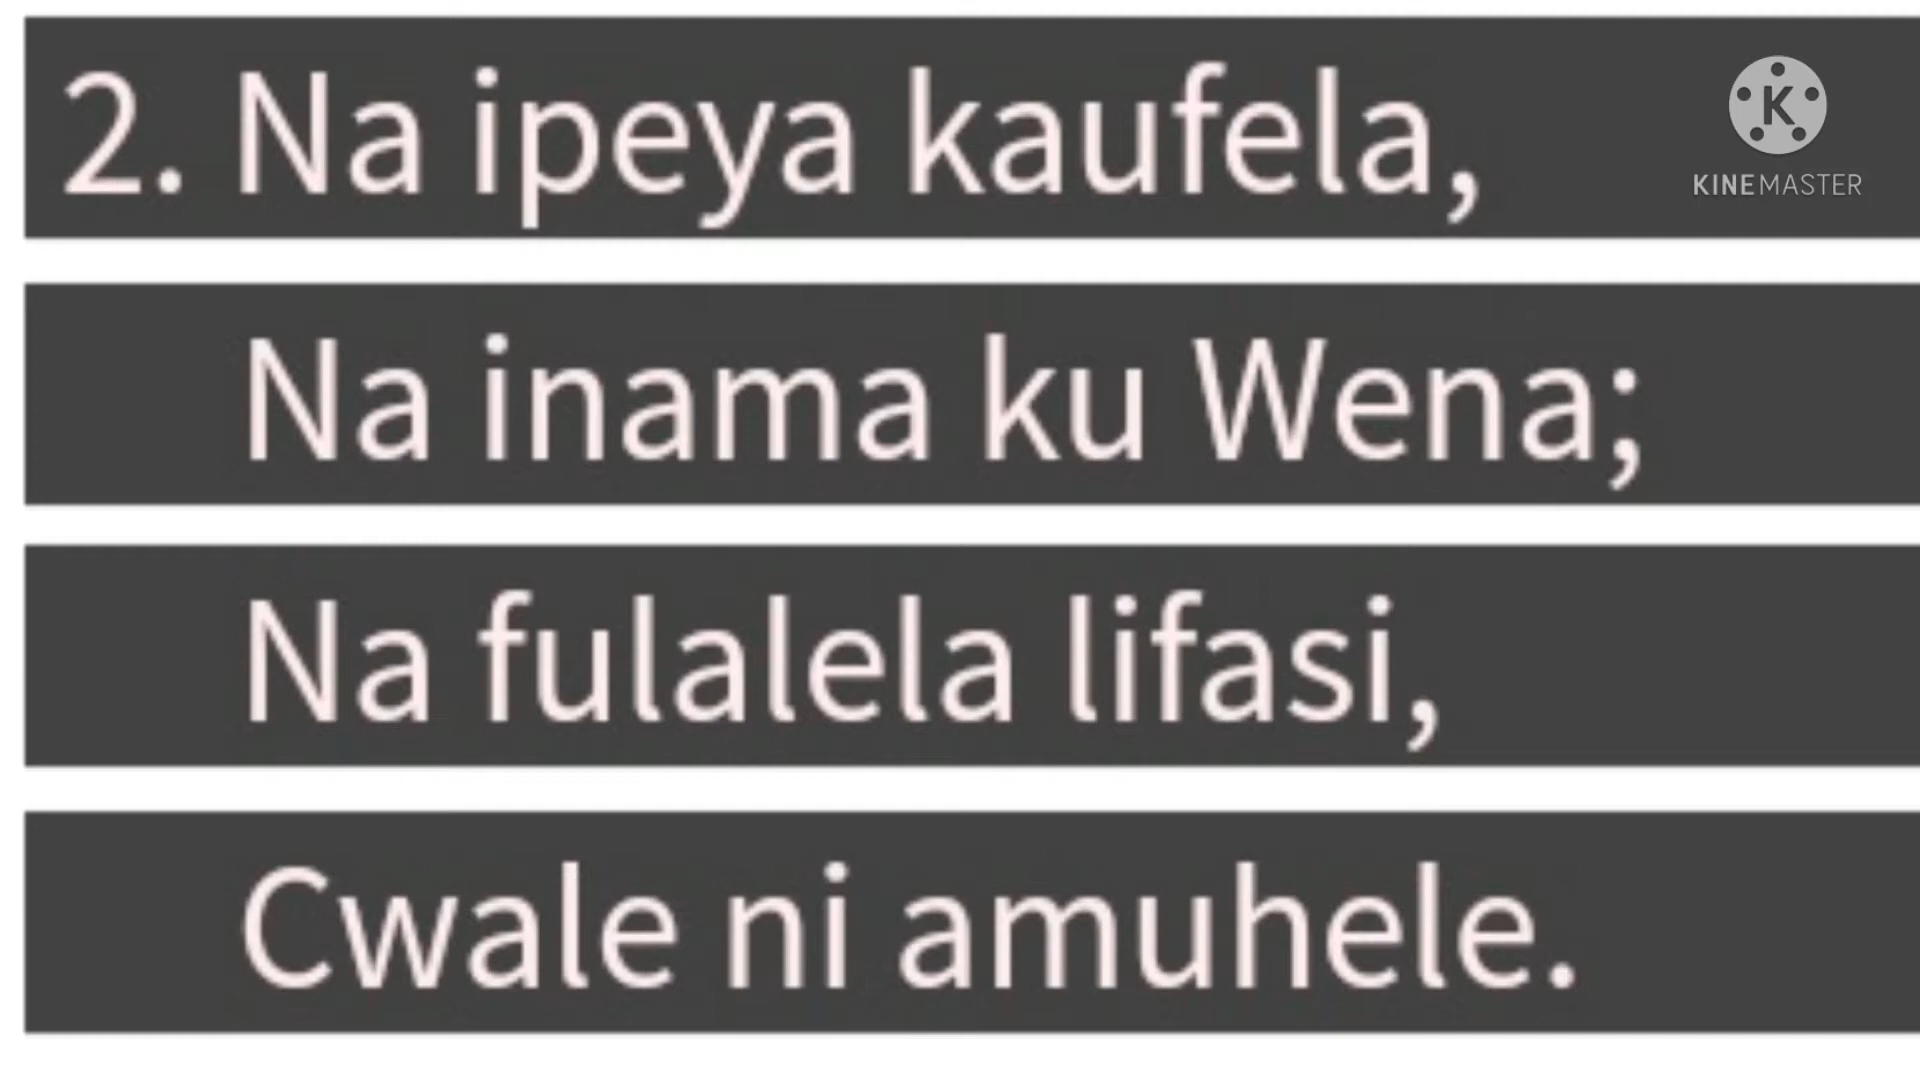 2. Na ipeya kaufela,
KINEMASTER
Na inama ku Wena;
Na fulalela lifasi,
Cwale ni amuhele.